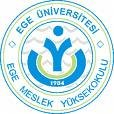 EGE ÜNİVERSİTESİ
1984
EGE MESLEK YÜKSEKOKULU